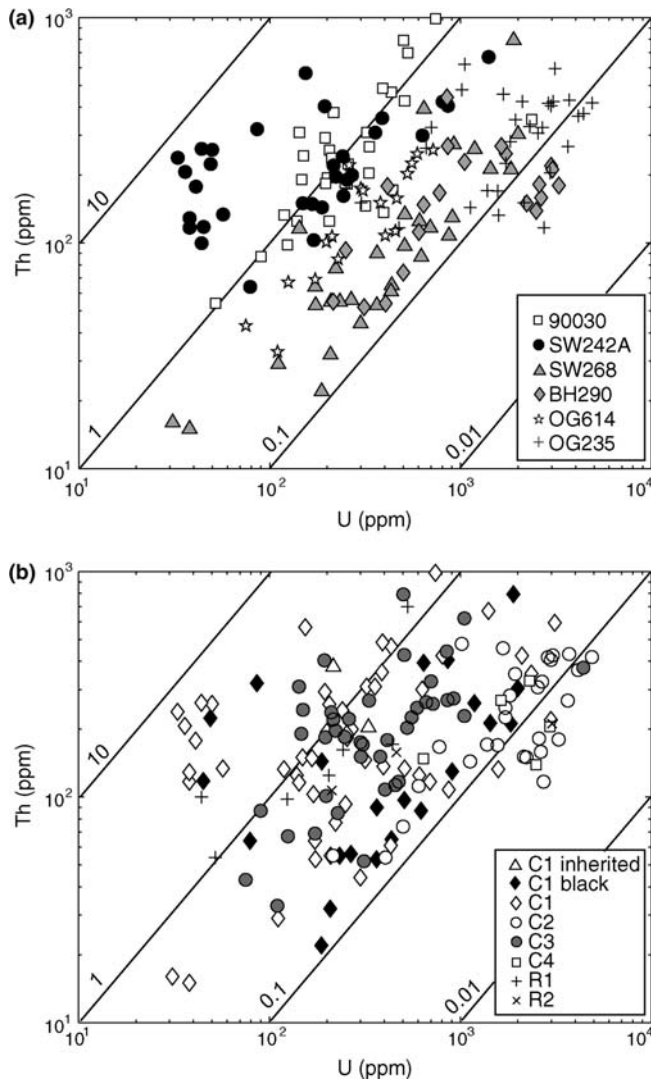 (a)
10³
Th (ppm)
10²
10¹
10
1
0.1
0.01
90030
SW242A
SW268
BH290
OG614
OG235
10¹ 10² 10³ 10⁴
U (ppm)
(b)
10³
Th (ppm)
10²
10¹
10
1
0.1
0.01
C1 inherited
C1 black
C1
C2
C3
C4
R1
R2
10¹ 10² 10³ 10⁴
U (ppm)